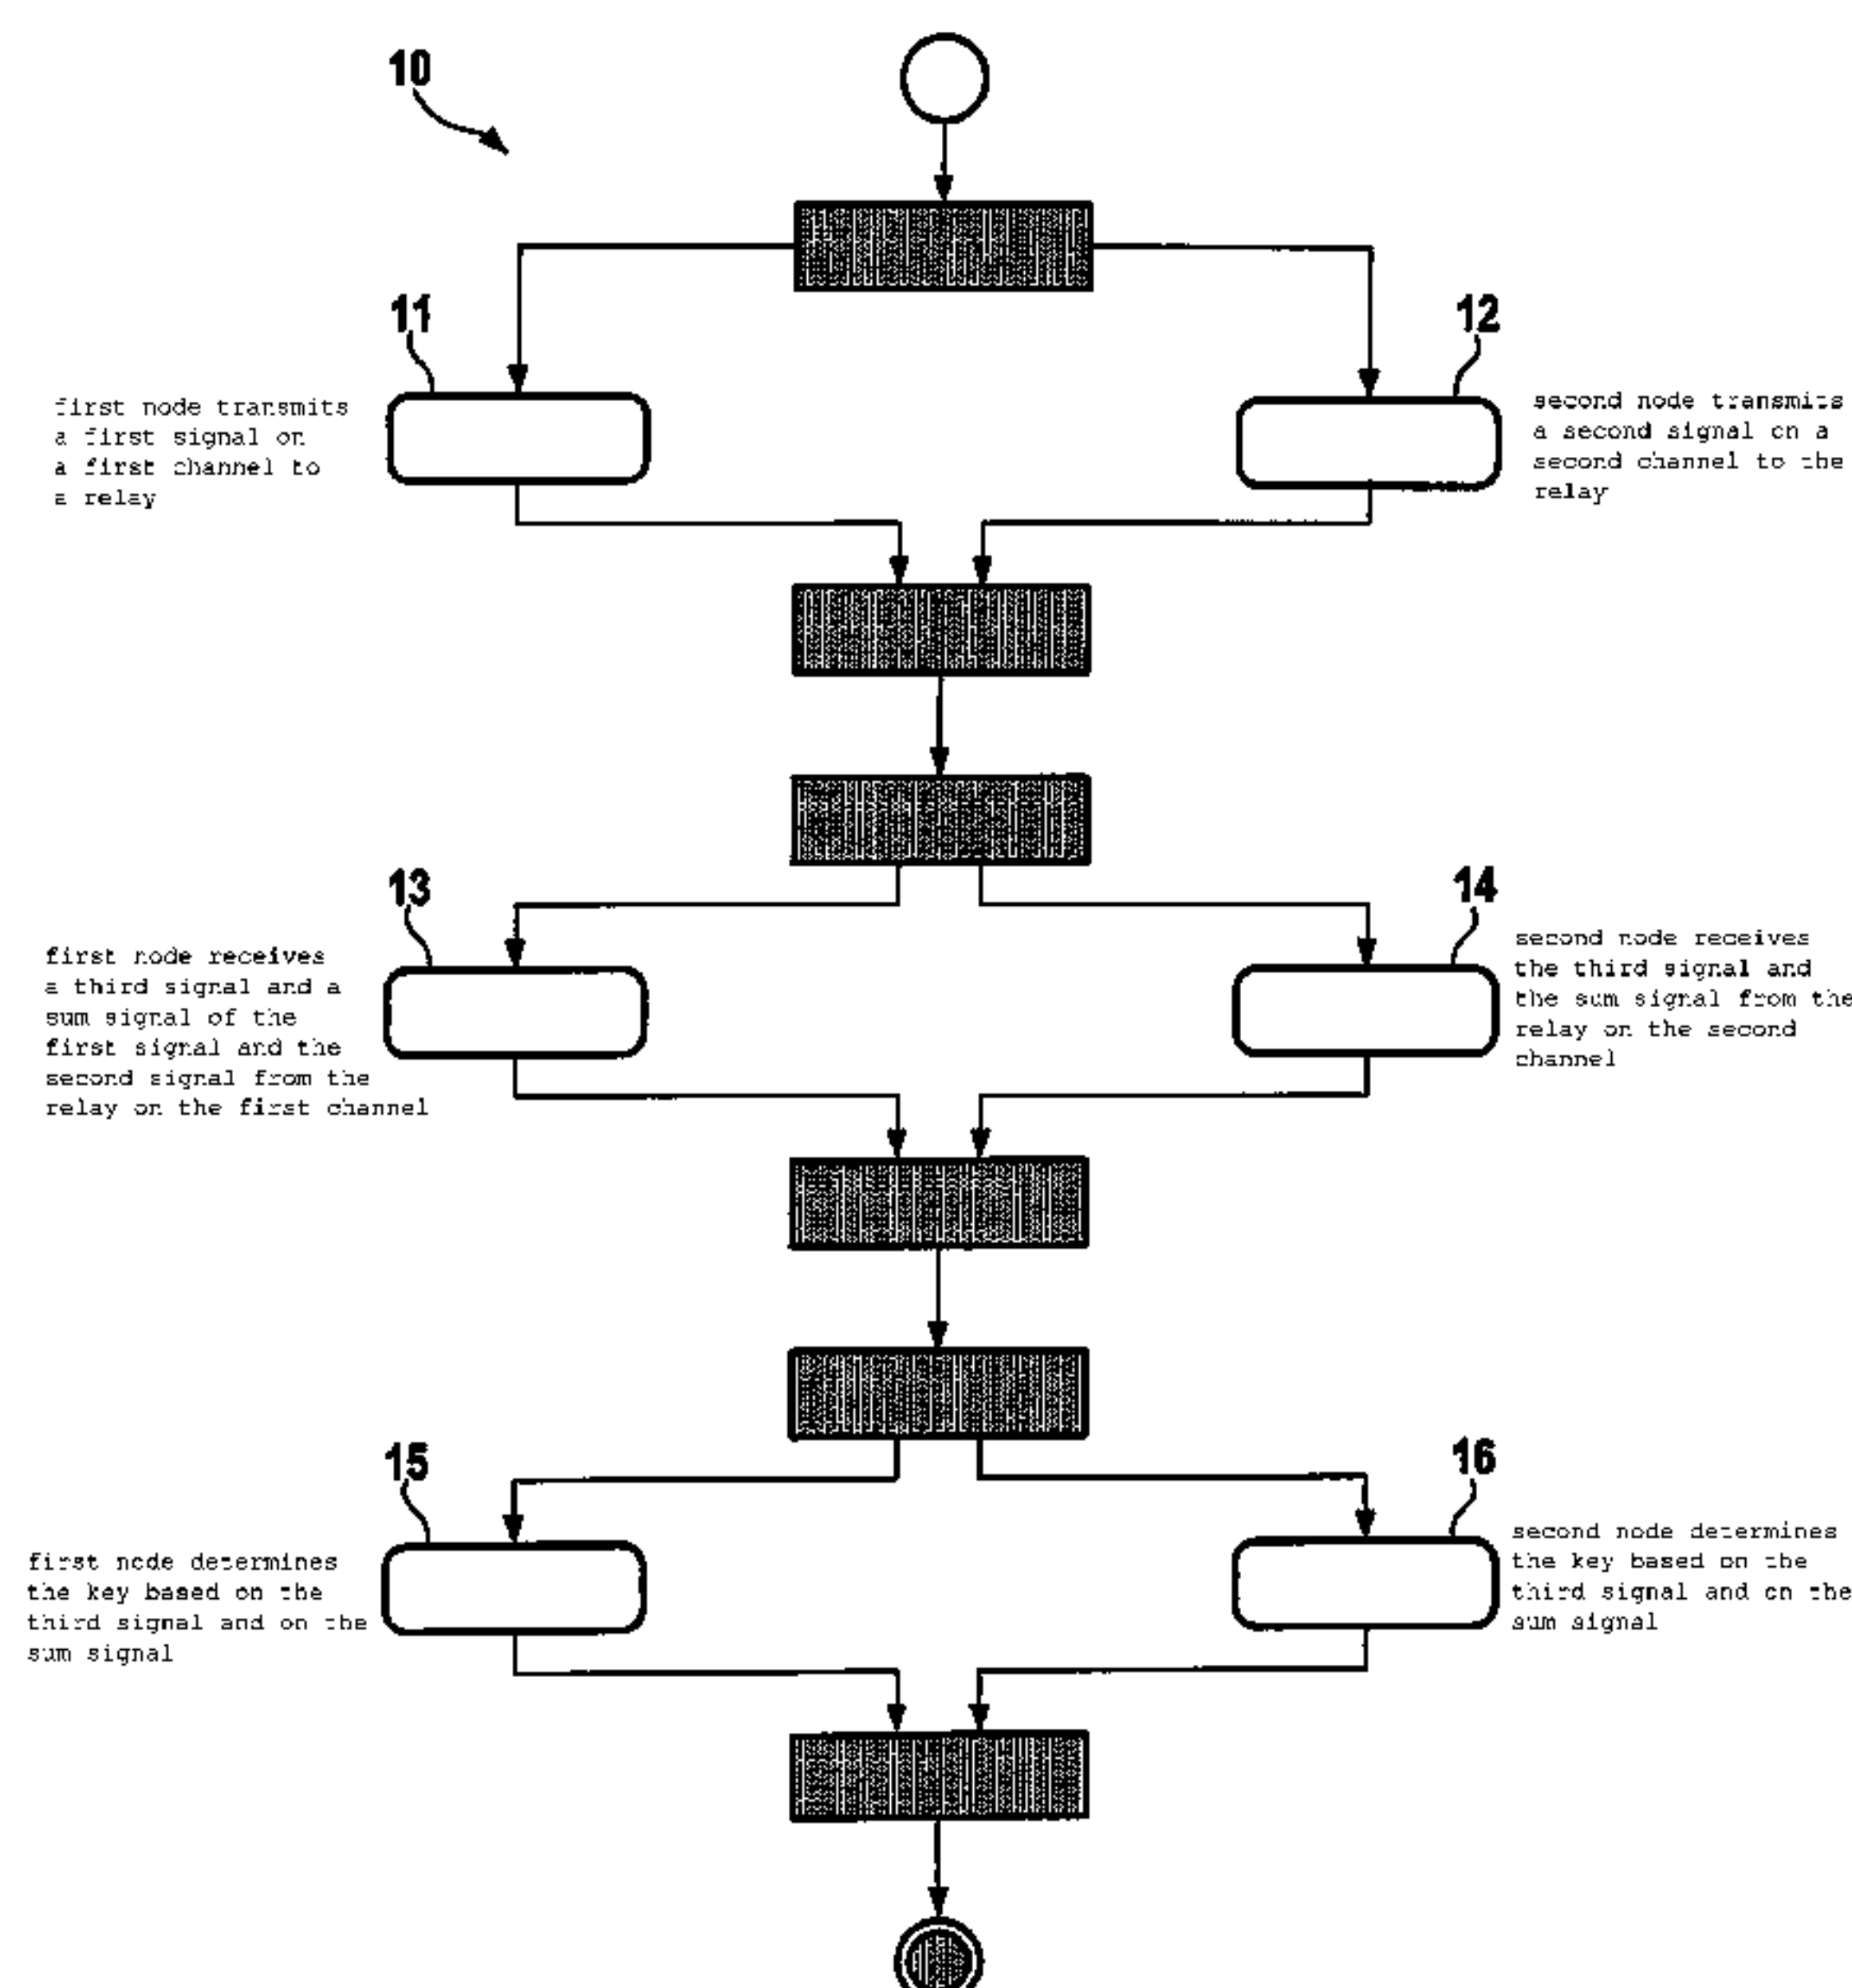 10
11
12
first node transmits
a first signal on
a first channel to
a relay
second node transmits
a second signal on a
second channel to the
relay
13
14
first node receives
a third signal and a
sum signal of the
first signal and the
second signal from the
relay on the first channel
second node receives
the third signal and
the sum signal from the
relay on the second
channel
15
16
first node determines
the key based on the
third signal and on the
sum signal
second node determines
the key based on the
third signal and on the
sum signal